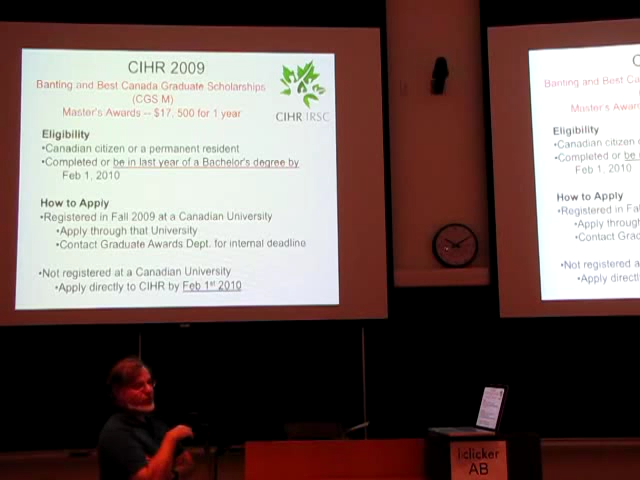 CIHR 2009
Banting and Best Canada Graduate Scholarships
(CGS M)
Master's Awards -- $17, 500 for 1 year
CIHR IRSC
Eligibility
•Canadian citizen or a permanent resident
•Completed or be in last year of a Bachelor's degree by
Feb 1, 2010
How to Apply
•Registered in Fall 2009 at a Canadian University
•Apply through that University
•Contact Graduate Awards Dept. for internal deadline
•Not registered at a Canadian University
•Apply directly to CIHR by Feb 1st 2010
Banting and Best Ca
Master's Awar
Eligibility
•Canadian citizen
•Completed or be
Feb 1, 2010
How to Apply
•Registered in Fal
•Apply through
•Contact Grad
•Not registered a
•Apply directl
iclicker
AB